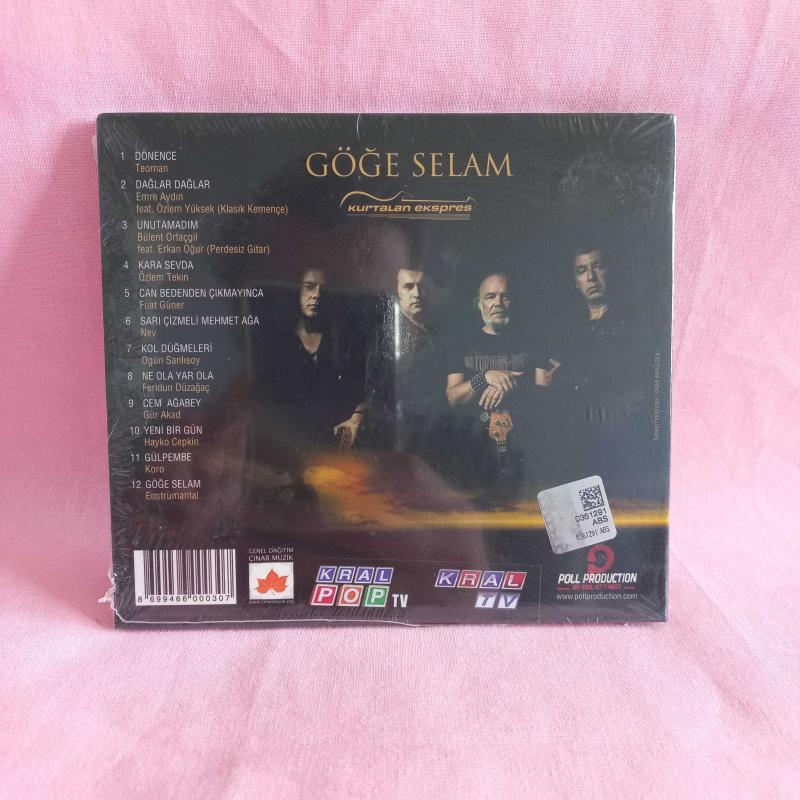 GÖĞE SELAM
KURTALAN EKSPRES
1 DÖNENCE
Teoman
2 DAĞLAR DAĞLAR
Emre Aydın
feat. Özlem Yüksek (Klasik Kemençe)
3 UNUTAMADIM
Bülent Ortaçgil
feat. Erkan Oğur (Perdesiz Gitar)
4 KARA SEVDA
Özlem Tekin
5 CAN BEDENDEN ÇIKMAYINCA
Fuat Güner
6 SARI ÇİZMELİ MEHMET AĞA
Nev
7 KOL DÜĞMELERİ
Ogün Sanlısoy
8 NE OLA YAR OLA
Feridun Düzağaç
9 CEM AĞABEY
Gür Akad
10 YENİ BİR GÜN
Hayko Cepkin
11 GÜLPEMBE
Koro
12 GÖĞE SELAM
Enstrümantal
0361291
ABS
0361291 ABS
8 699466 000307
GENEL DAĞITIM
ÇINAR MÜZİK
KRAL
POP TV
KRAL
TV
POLL PRODUCTION
www.pollproduction.com